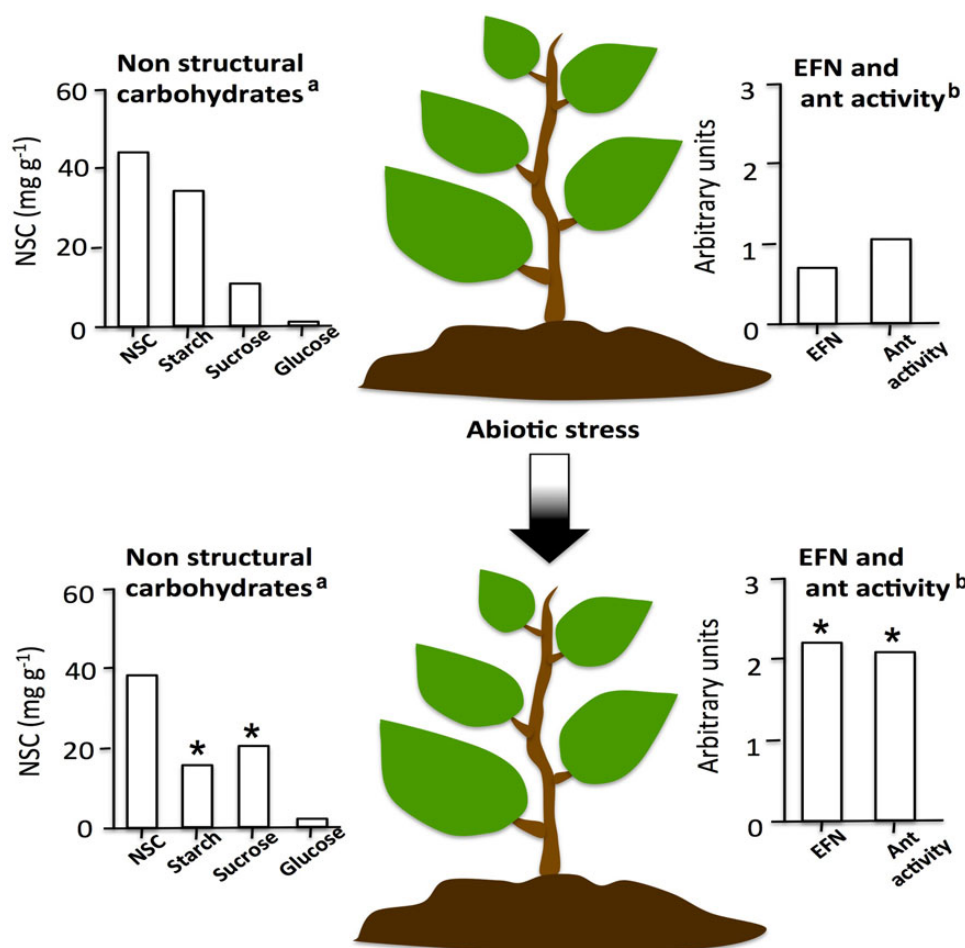 Non structural
carbohydrates a
60
40
20
0
NSC (mg g-1)
NSC
Starch
Sucrose
Glucose
EFN and
ant activity b
3
2
1
0
Arbitrary units
EFN
Ant
activity
Abiotic stress
Non structural
carbohydrates a
60
40
20
0
NSC (mg g-1)
*
*
NSC
Starch
Sucrose
Glucose
EFN and
ant activity b
3
2
1
0
Arbitrary units
*
*
EFN
Ant
activity